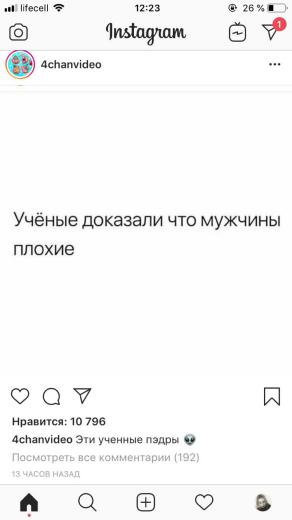 lifecell 12:23 26 %
Instagram 1
4chanvideo
Учёные доказали что мужчины
плохие
Нравится: 10 796
4chanvideo Эти ученные пэдры 👽
Посмотреть все комментарии (192)
13 ЧАСОВ НАЗАД